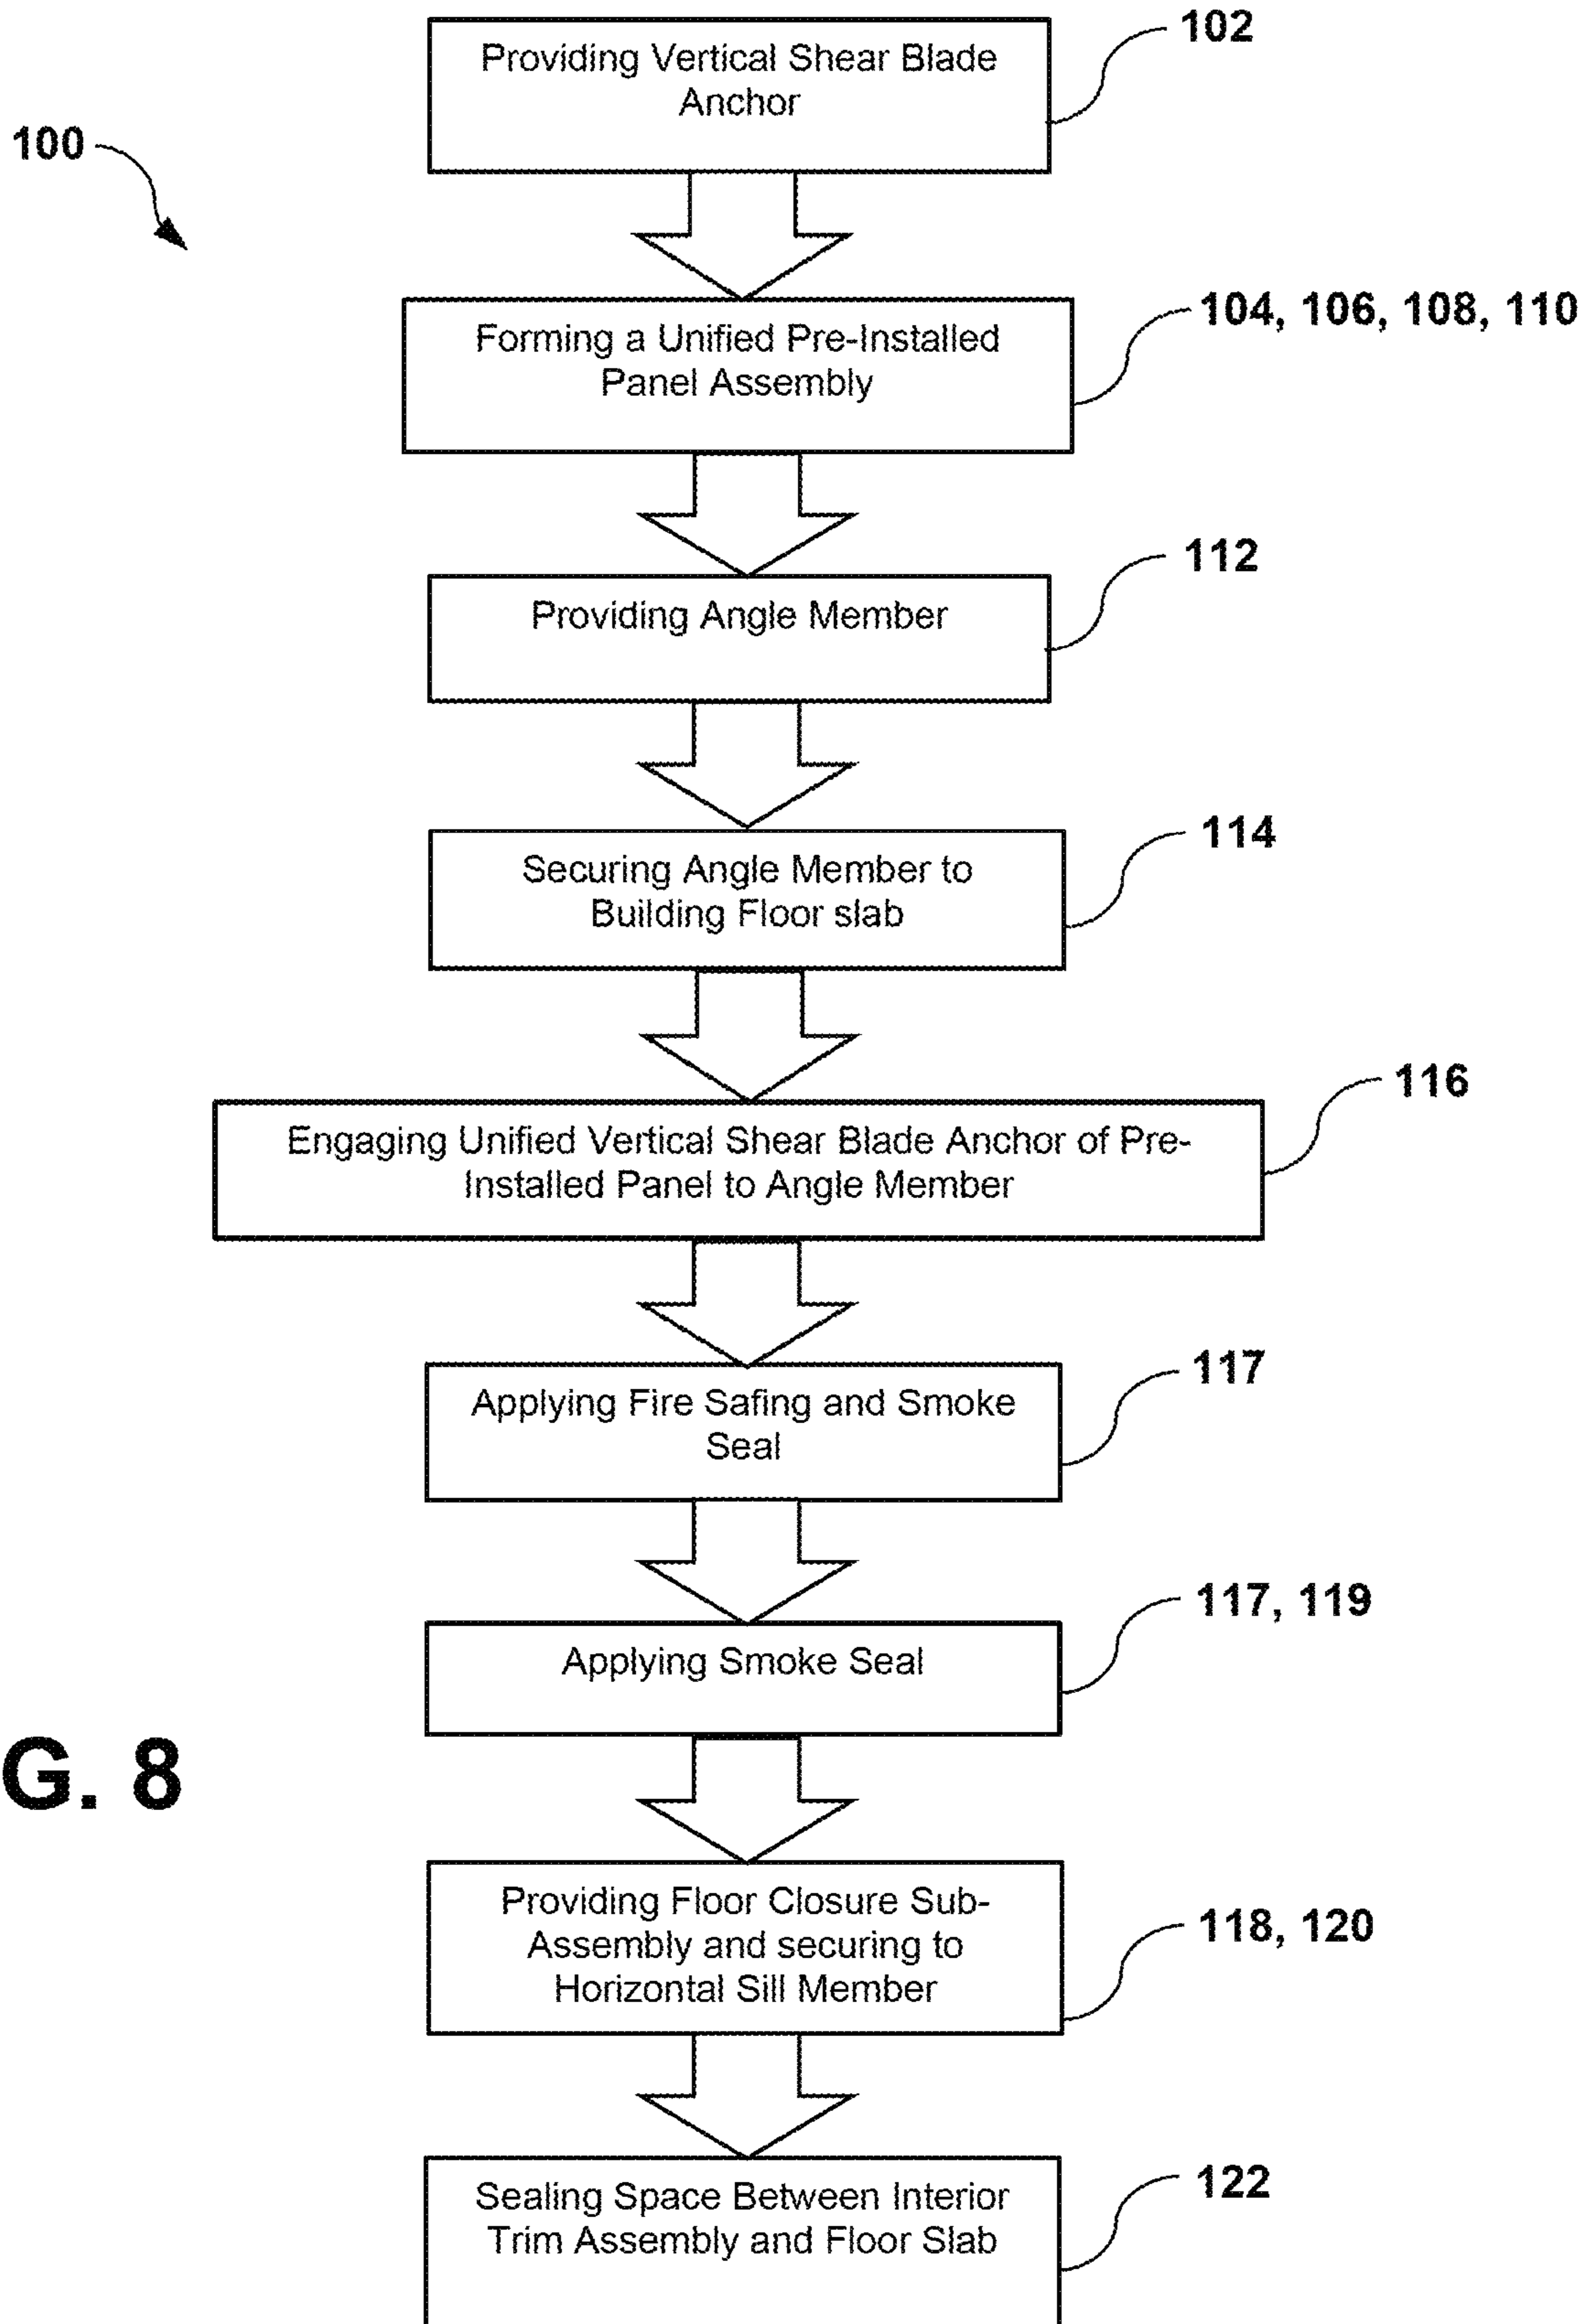 102
Providing Vertical Shear Blade
Anchor
100
104, 106, 108, 110
Forming a Unified Pre-Installed
Panel Assembly
112
Providing Angle Member
114
Securing Angle Member to
Building Floor slab
116
Engaging Unified Vertical Shear Blade Anchor of Pre-
Installed Panel to Angle Member
117
Applying Fire Safing and Smoke
Seal
117, 119
Applying Smoke Seal
G. 8
118, 120
Providing Floor Closure Sub-
Assembly and securing to
Horizontal Sill Member
122
Sealing Space Between Interior
Trim Assembly and Floor Slab